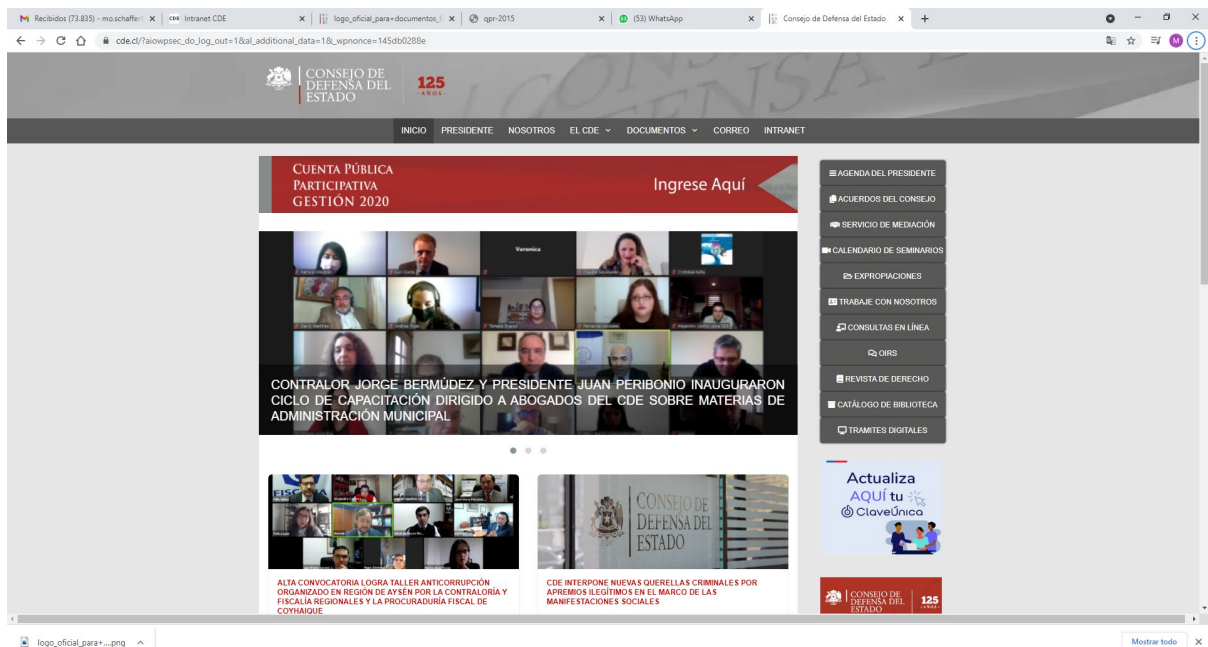 Recibidos (73.835) - mo.schaffer
CDE Intranet CDE
logo_oficial_para+documentos_
qpr-2015
(53) WhatsApp
Consejo de Defensa del Estado
cde.cl/?aiowpsec_do_log_out=1&al_additional_data=1&_wpnonce=145db0288e
CONSEJO DE
DEFENSA DEL
ESTADO
125
AÑOS
INICIO PRESIDENTE NOSOTROS EL CDE DOCUMENTOS CORREO INTRANET
CUENTA PÚBLICA
PARTICIPATIVA
GESTIÓN 2020
Ingrese Aquí
Veronica
CONTRALOR JORGE BERMÚDEZ Y PRESIDENTE JUAN PERIBONIO INAUGURARON
CICLO DE CAPACITACIÓN DIRIGIDO A ABOGADOS DEL CDE SOBRE MATERIAS DE
ADMINISTRACIÓN MUNICIPAL
CONSEJO DE
DEFENSA DEL
ESTADO
ALTA CONVOCATORIA LOGRA TALLER ANTICORRUPCIÓN
ORGANIZADO EN REGIÓN DE AYSÉN POR LA CONTRALORÍA Y
FISCALÍA REGIONALES Y LA PROCURADURÍA FISCAL DE
COYHAIQUE
CDE INTERPONE NUEVAS QUERELLAS CRIMINALES POR
APREMIOS ILEGÍTIMOS EN EL MARCO DE LAS
MANIFESTACIONES SOCIALES
AGENDA DEL PRESIDENTE
ACUERDOS DEL CONSEJO
SERVICIO DE MEDIACIÓN
CALENDARIO DE SEMINARIOS
EXPROPIACIONES
TRABAJE CON NOSOTROS
CONSULTAS EN LÍNEA
OIRS
REVISTA DE DERECHO
CATÁLOGO DE BIBLIOTECA
TRAMITES DIGITALES
Actualiza
AQUÍ tu
ClaveÚnica
CONSEJO DE
DEFENSA DEL
ESTADO
125
AÑOS
logo_oficial_para+....png
Mostrar todo